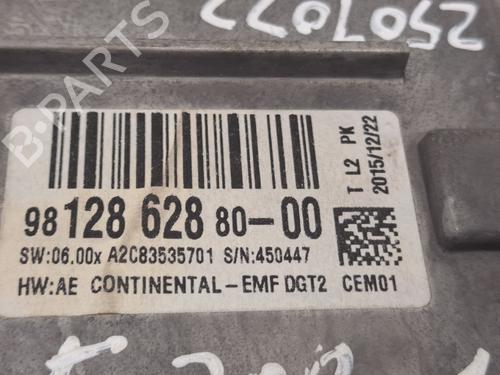 2507022
T L2 PK
2015/12/22
98 128 628 80-00
SW:06.00x A2C83535701 S/N:450447
HW:AE CONTINENTAL-EMF DGT2 CEM01
B-PARTS